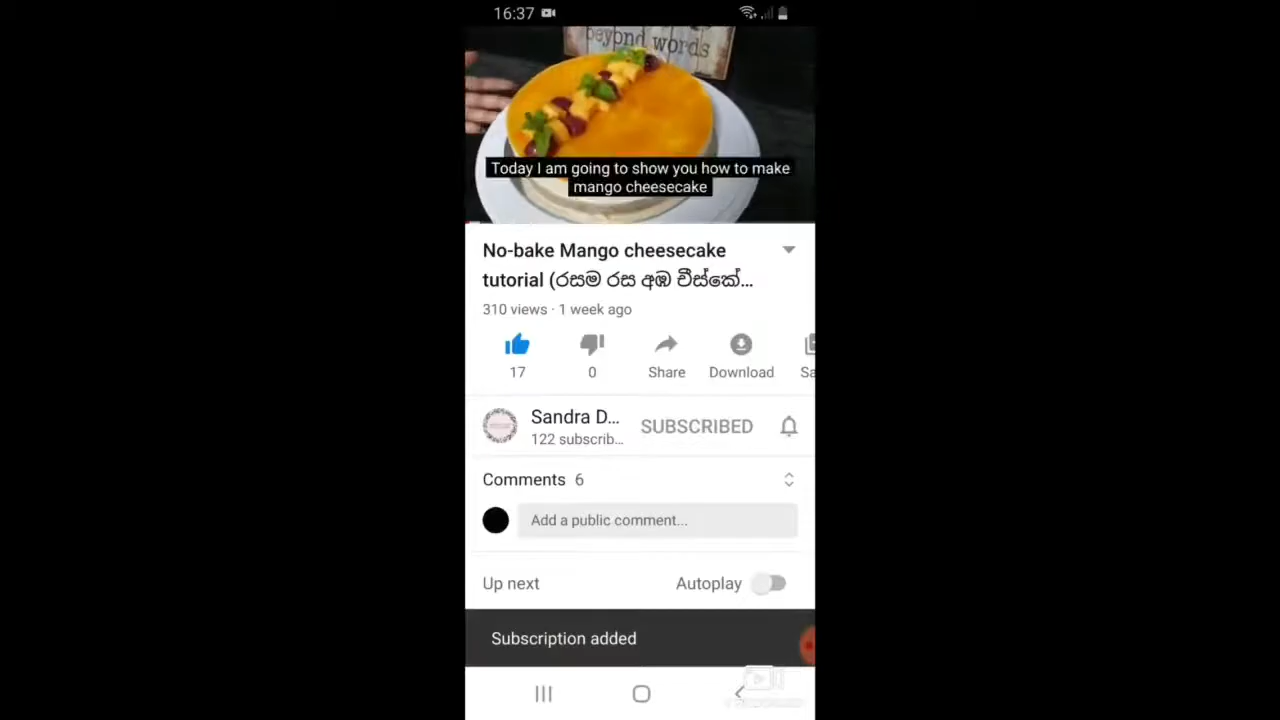 16:37
beyond words
Today I am going to show you how to make
mango cheesecake
No-bake Mango cheesecake
tutorial (රසම රස අඹ චීස්කේ...
310 views · 1 week ago
17
0
Share
Download
Sa
Sandra D...
SUBSCRIBED
122 subscrib...
Comments 6
Add a public comment...
Up next
Autoplay
Subscription added